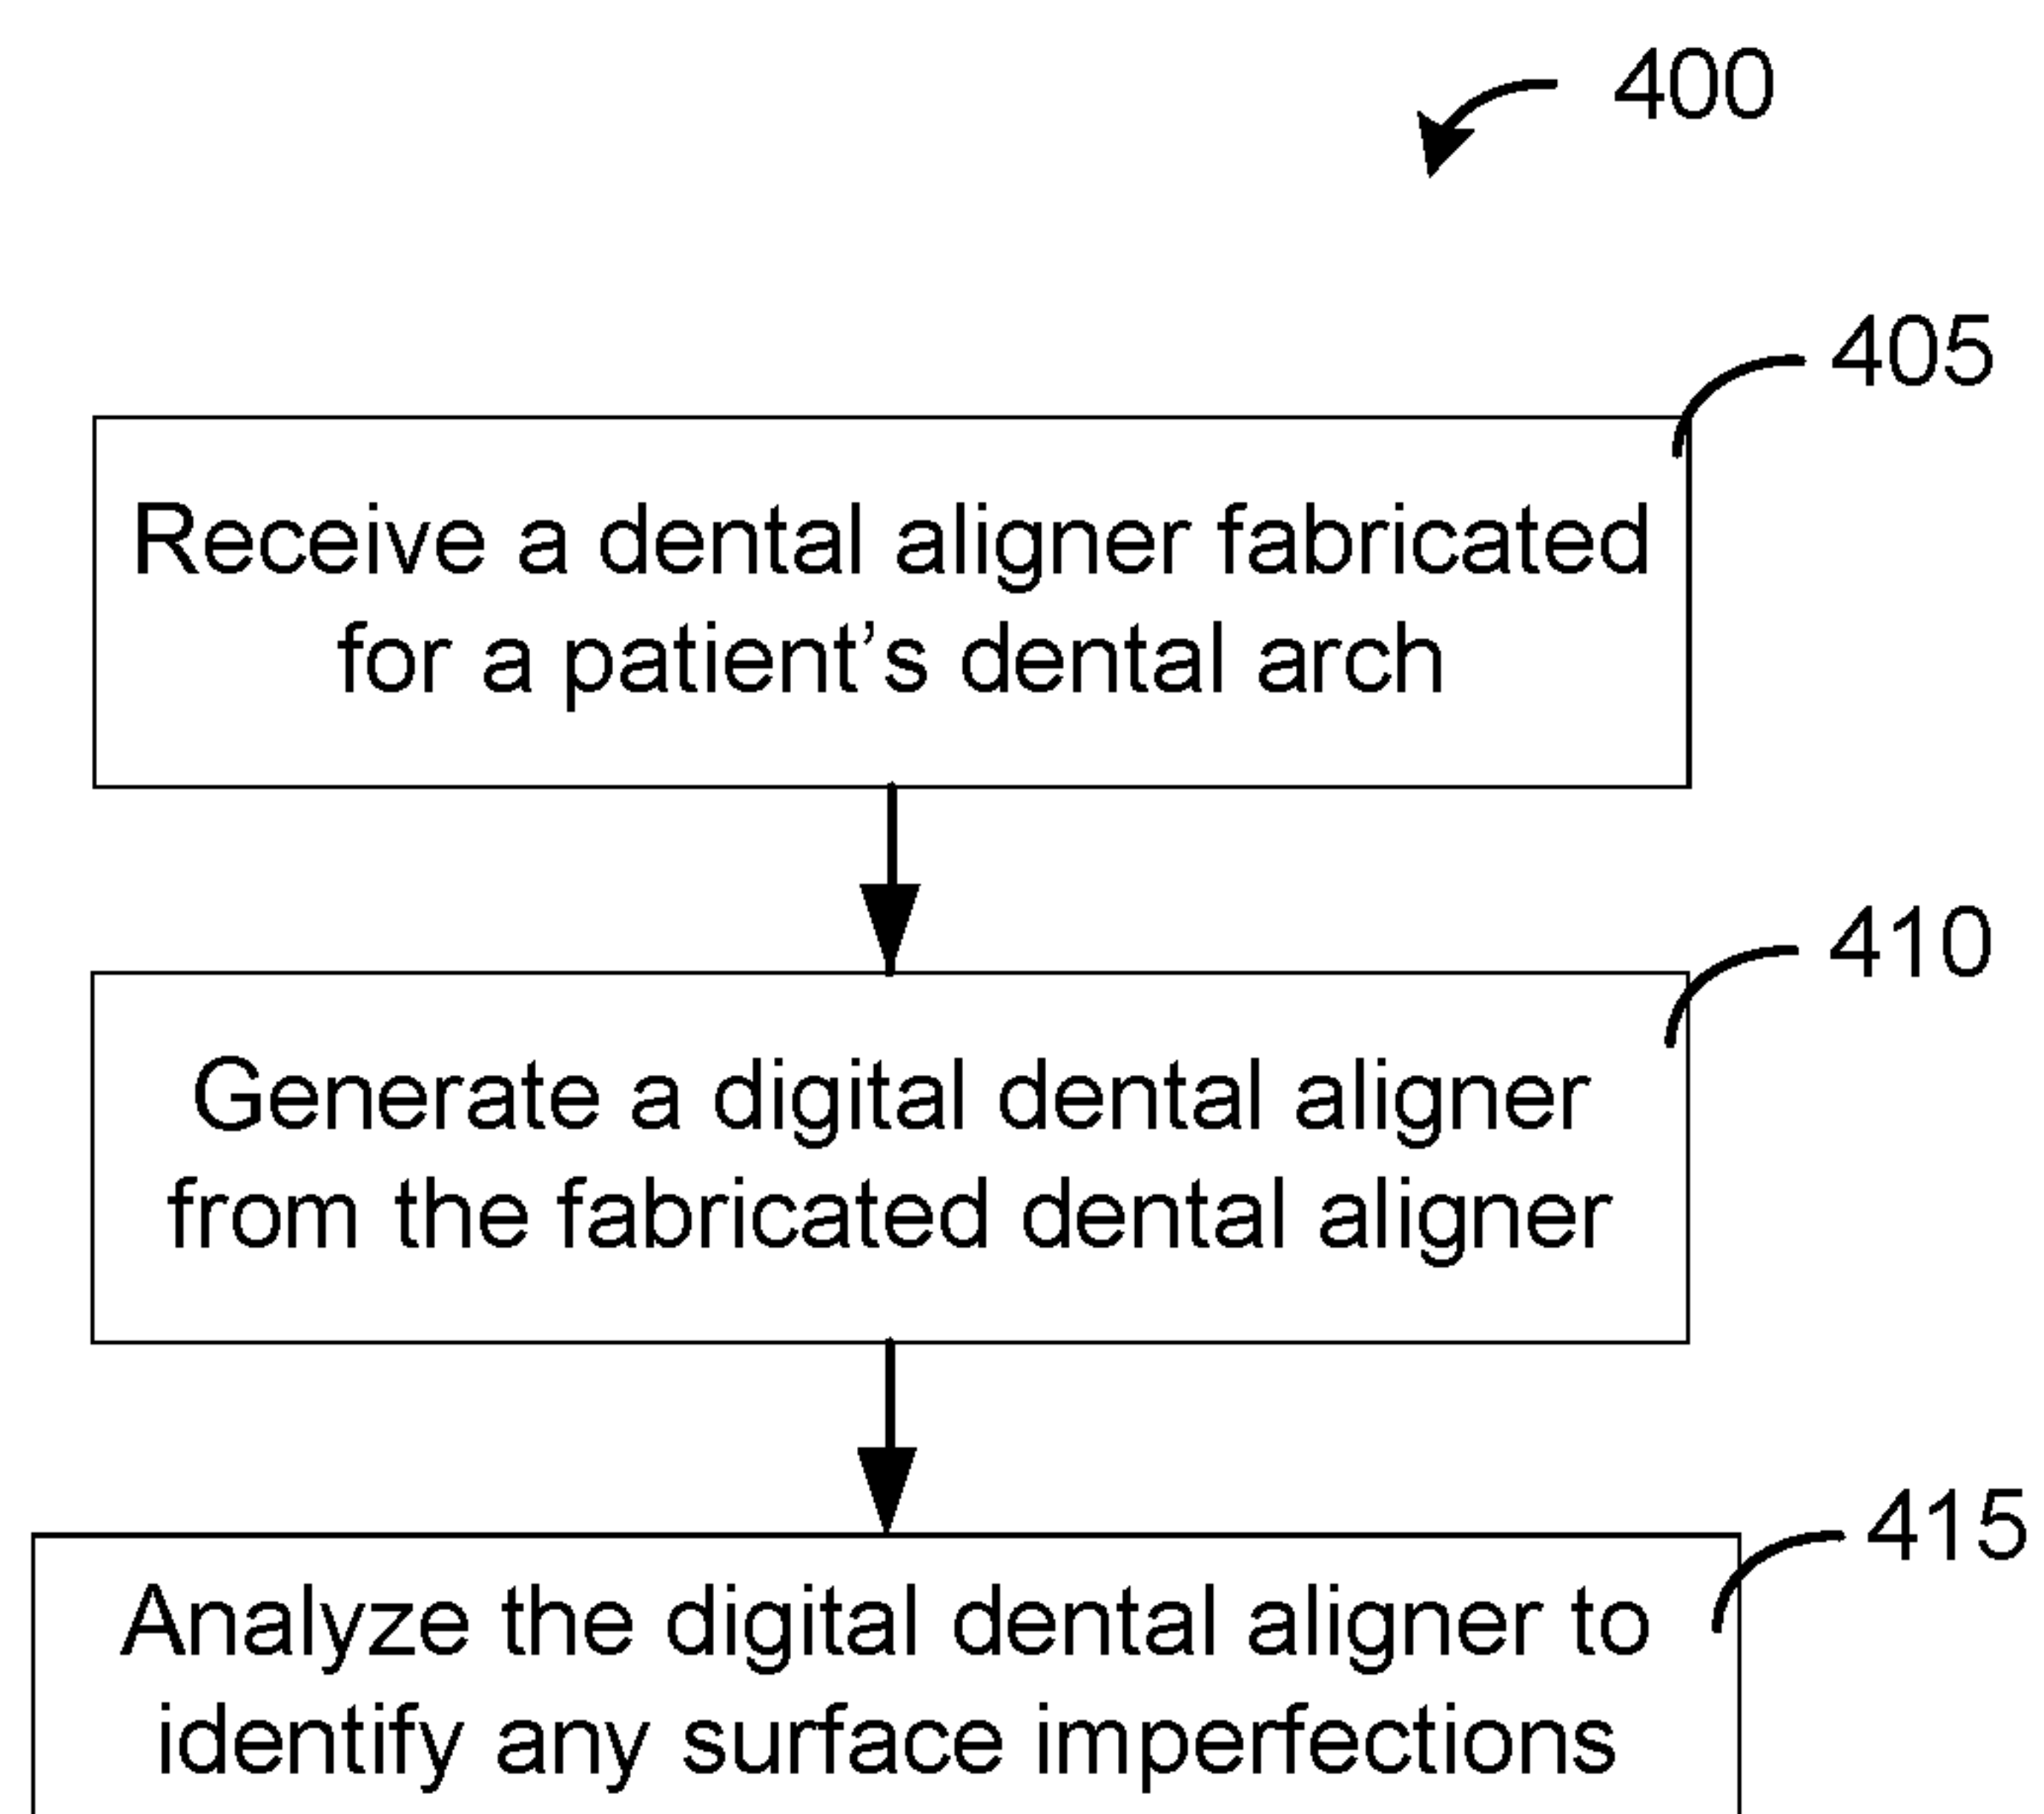 400
405
Receive a dental aligner fabricated
for a patient’s dental arch
410
Generate a digital dental aligner
from the fabricated dental aligner
415
Analyze the digital dental aligner to
identify any surface imperfections